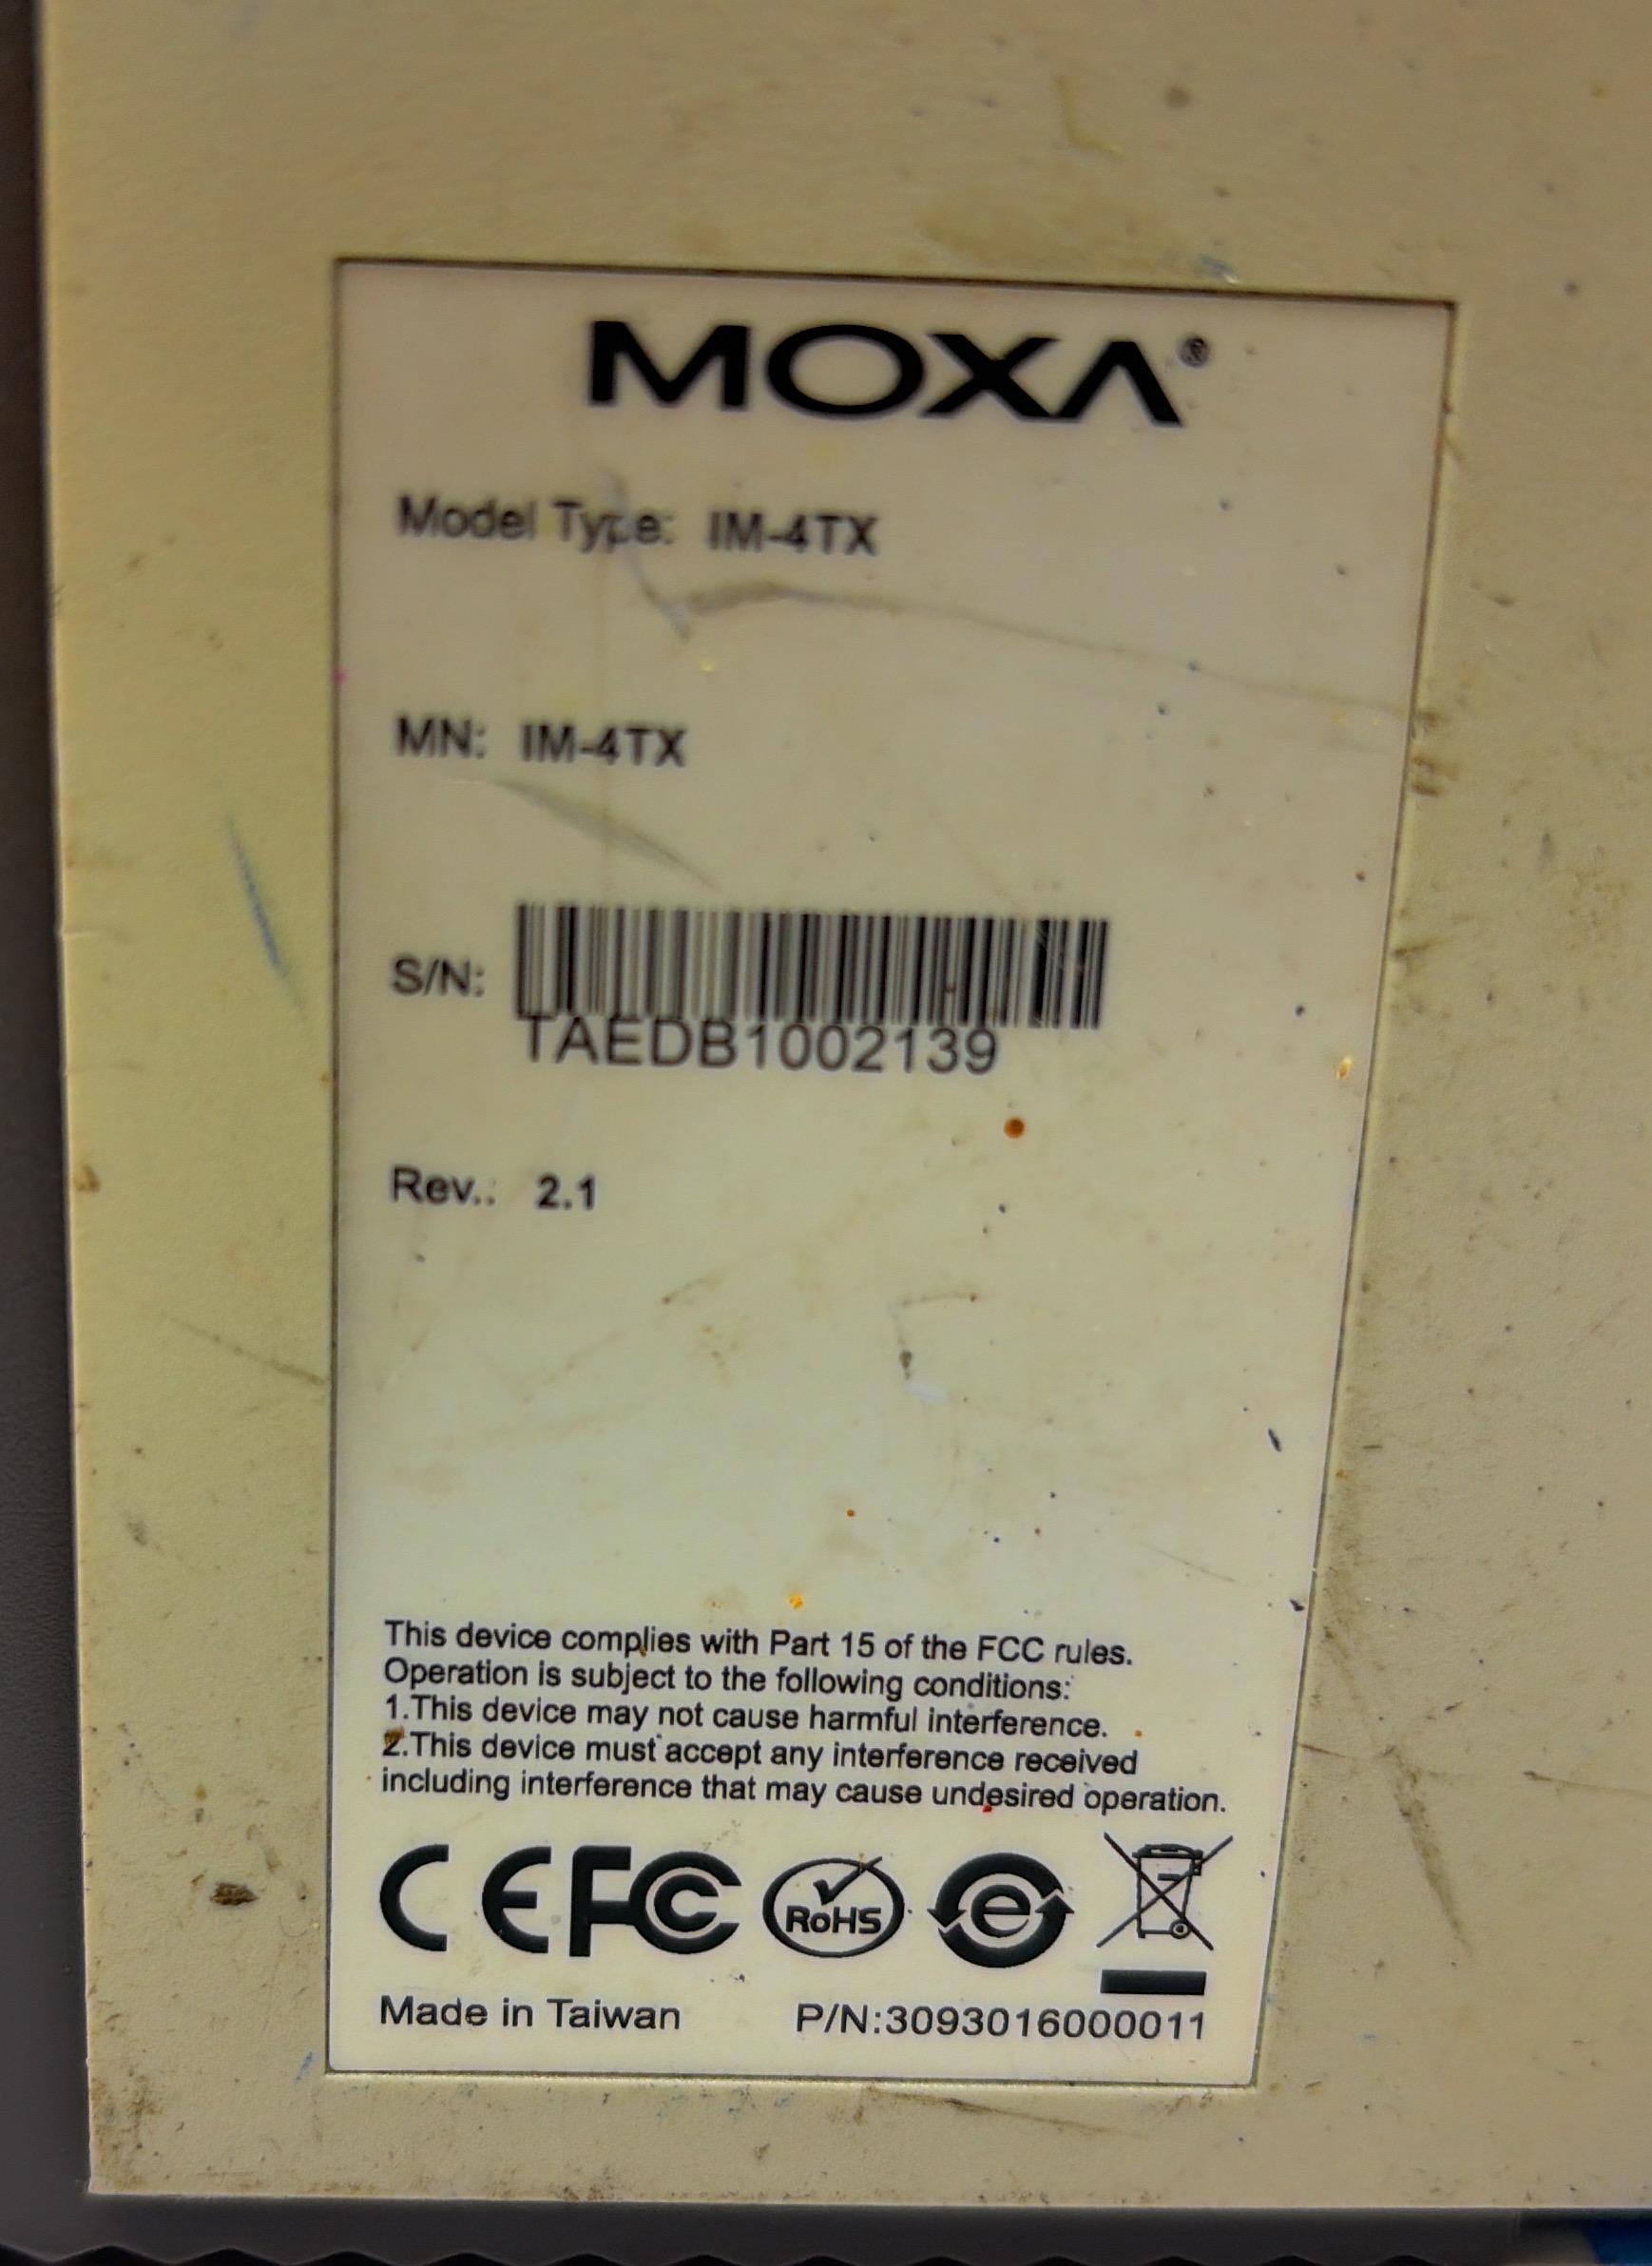 MOXA®
Model Type: IM-4TX
MN: IM-4TX
S/N:
TAEDB1002139
Rev.: 2.1
This device complies with Part 15 of the FCC rules.
Operation is subject to the following conditions:
1.This device may not cause harmful interference.
2.This device must accept any interference received
including interference that may cause undesired operation.
CE FC RoHS e
Made in Taiwan P/N:3093016000011